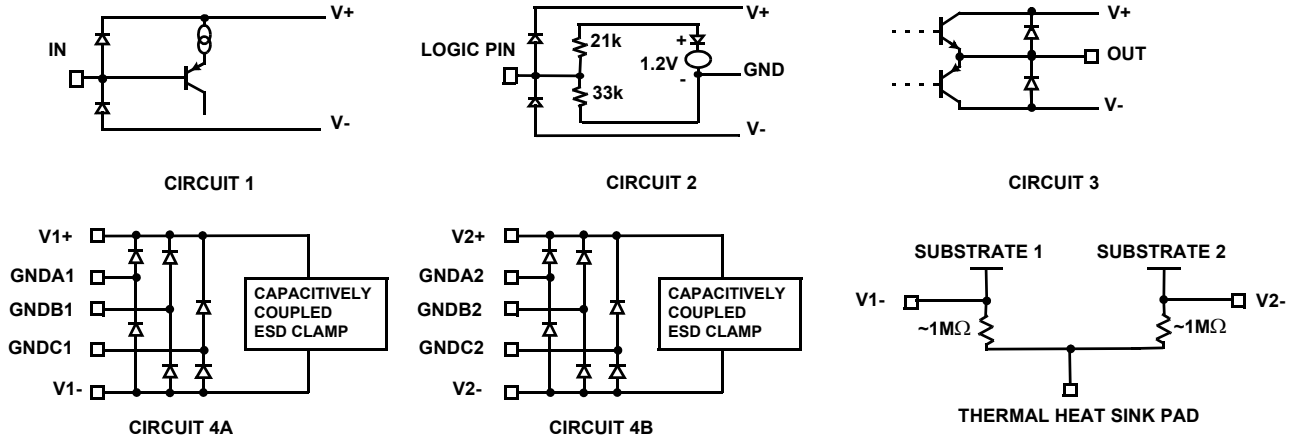 V+
IN
V-
CIRCUIT 1
V+
LOGIC PIN
21k
+
1.2V
-
GND
33k
V-
CIRCUIT 2
V+
OUT
V-
CIRCUIT 3
V1+
GNDA1
GNDB1
GNDC1
V1-
CAPACITIVELY
COUPLED
ESD CLAMP
CIRCUIT 4A
V2+
GNDA2
GNDB2
GNDC2
V2-
CAPACITIVELY
COUPLED
ESD CLAMP
CIRCUIT 4B
SUBSTRATE 1
SUBSTRATE 2
V1-
V2-
~1MΩ
~1MΩ
THERMAL HEAT SINK PAD